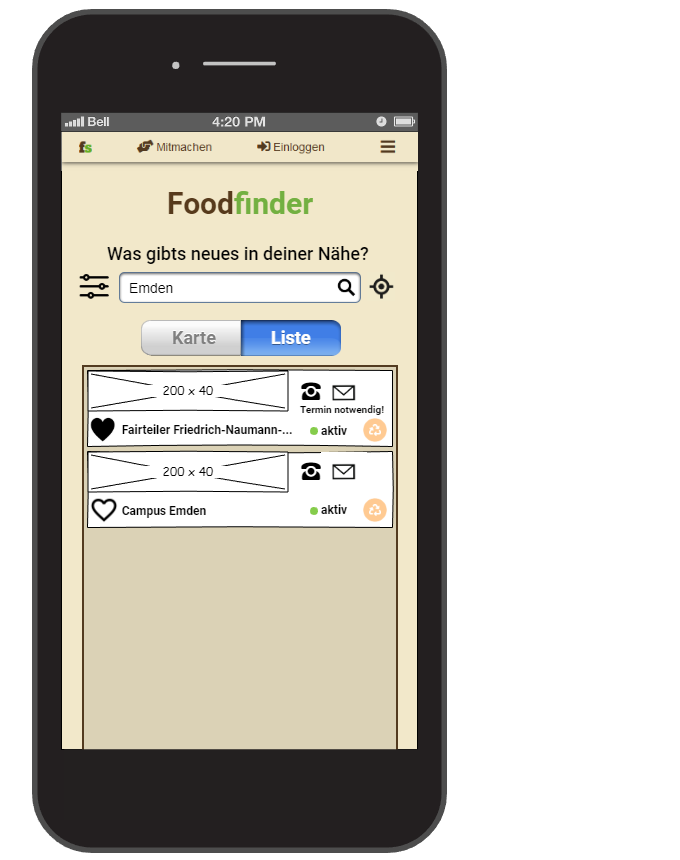 Bell 4:20 PM
fs Mitmachen Einloggen
Foodfinder
Was gibts neues in deiner Nähe?
Emden
Karte Liste
200 x 40
Termin notwendig!
Fairteiler Friedrich-Naumann-... aktiv
200 x 40
Campus Emden aktiv